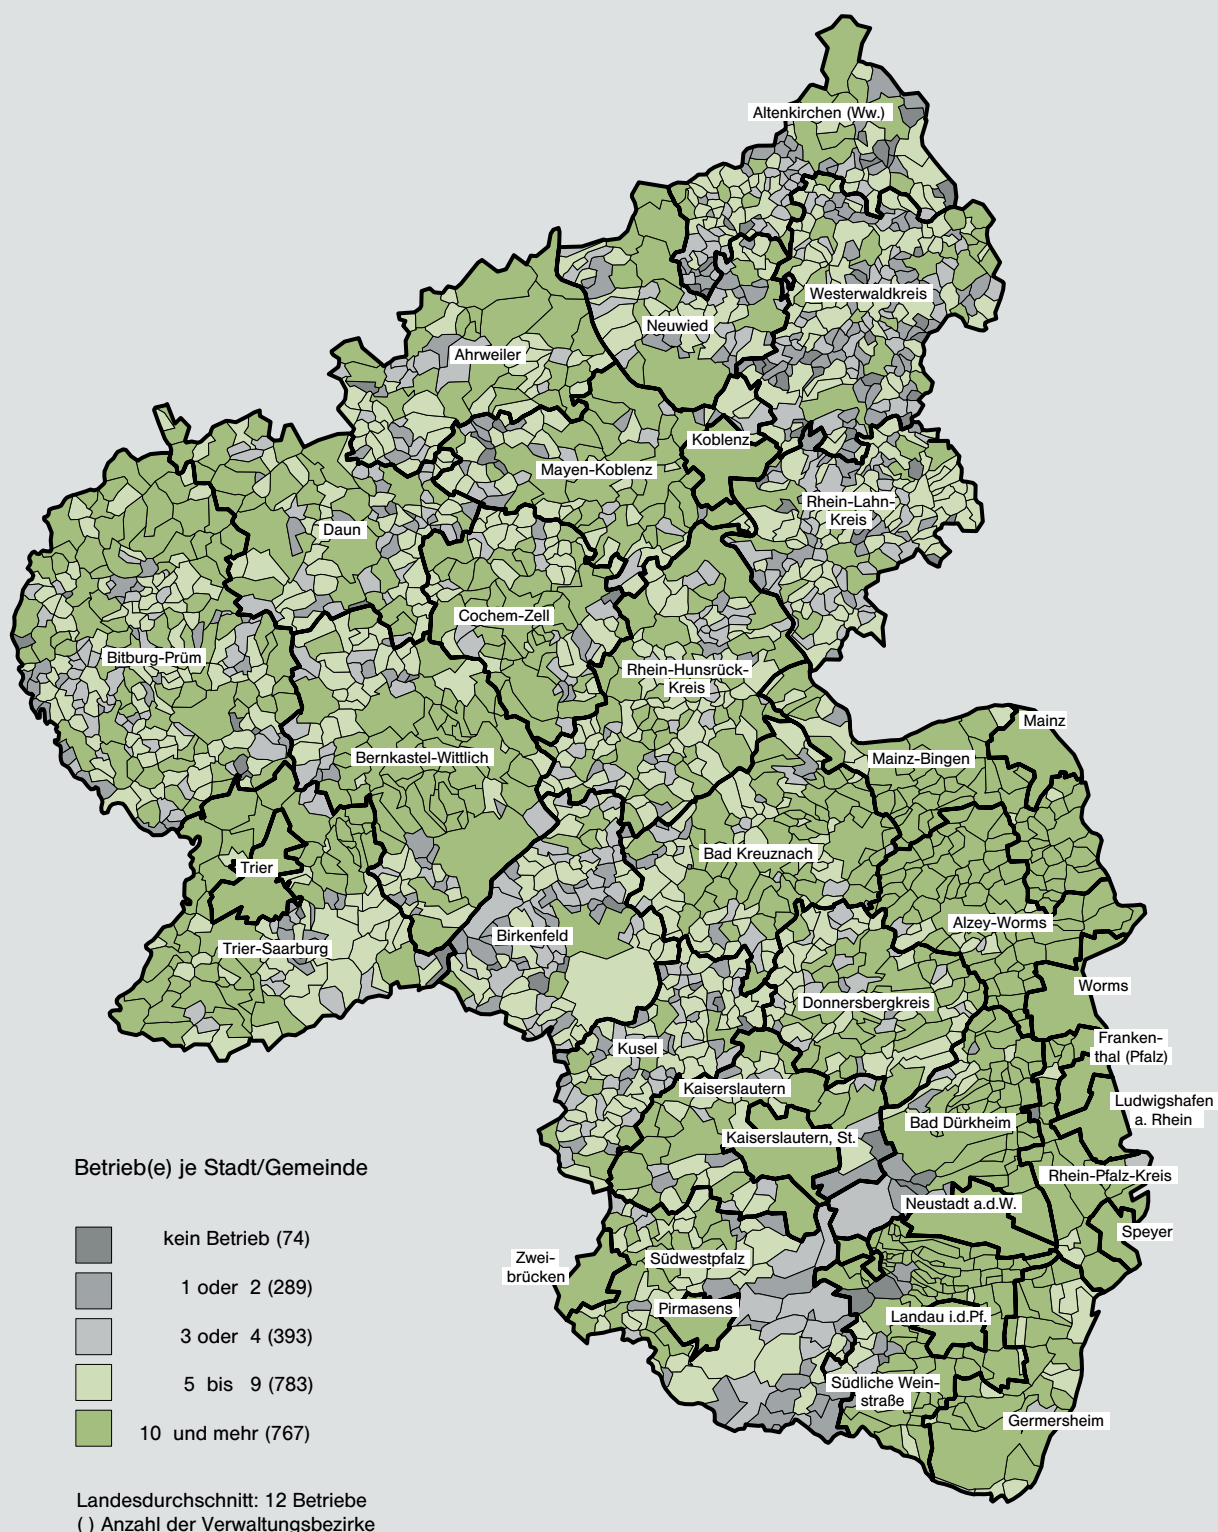 Altenkirchen (Ww.)
Westerwaldkreis
Neuwied
Ahrweiler
Koblenz
Mayen-Koblenz
Rhein-Lahn-
Kreis
Daun
Cochem-Zell
Bitburg-Prüm
Rhein-Hunsrück-
Kreis
Mainz
Bernkastel-Wittlich
Mainz-Bingen
Bad Kreuznach
Trier
Alzey-Worms
Birkenfeld
Trier-Saarburg
Worms
Donnersbergkreis
Franken-
thal (Pfalz)
Kusel
Kaiserslautern
Ludwigshafen
a. Rhein
Bad Dürkheim
Kaiserslautern, St.
Rhein-Pfalz-Kreis
Neustadt a.d.W.
Speyer
Zwei-
brücken
Südwestpfalz
Pirmasens
Landau i.d.Pf.
Südliche Wein-
straße
Germersheim
Betrieb(e) je Stadt/Gemeinde
kein Betrieb (74)
1 oder 2 (289)
3 oder 4 (393)
5 bis 9 (783)
10 und mehr (767)
Landesdurchschnitt: 12 Betriebe
( ) Anzahl der Verwaltungsbezirke